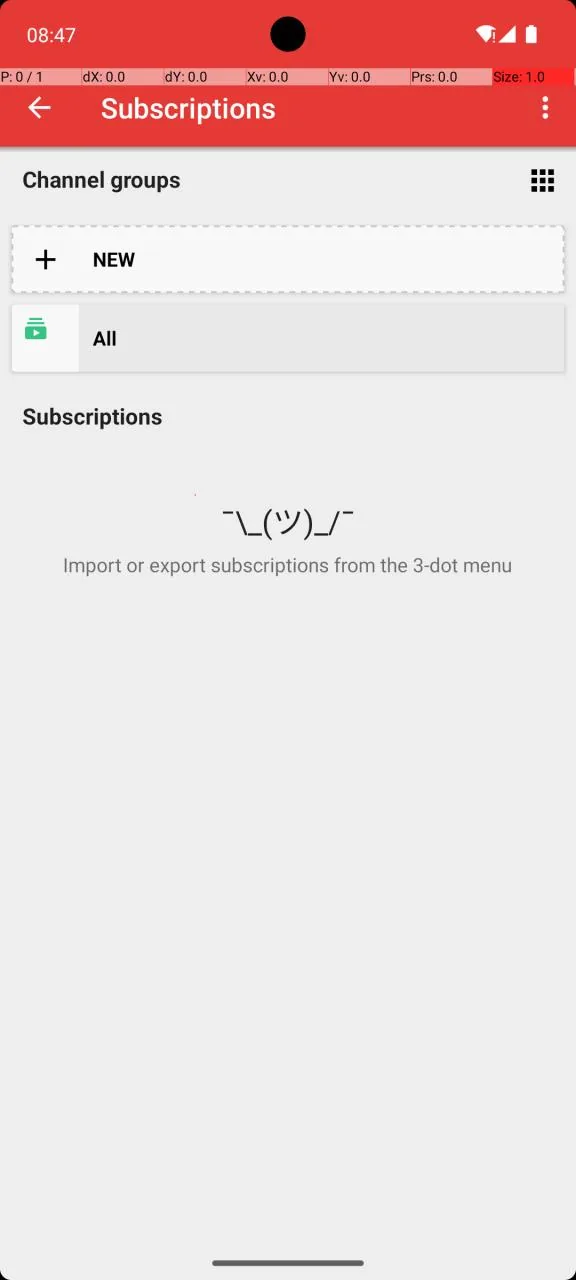 08:47
P: 0 / 1 dX: 0.0 dY: 0.0 Xv: 0.0 Yv: 0.0 Prs: 0.0 Size: 1.0
Subscriptions
Channel groups
NEW
All
Subscriptions
¯\_(ツ)_/¯
Import or export subscriptions from the 3-dot menu